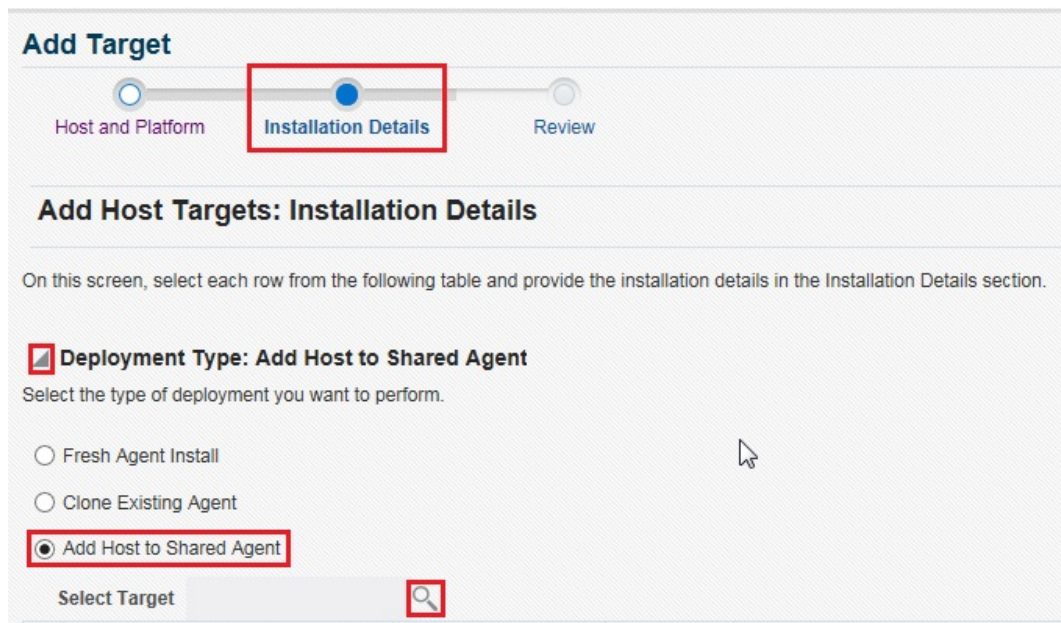 Add Target
Host and Platform Installation Details Review
Add Host Targets: Installation Details
On this screen, select each row from the following table and provide the installation details in the Installation Details section.
Deployment Type: Add Host to Shared Agent
Select the type of deployment you want to perform.
Fresh Agent Install
Clone Existing Agent
Add Host to Shared Agent
Select Target